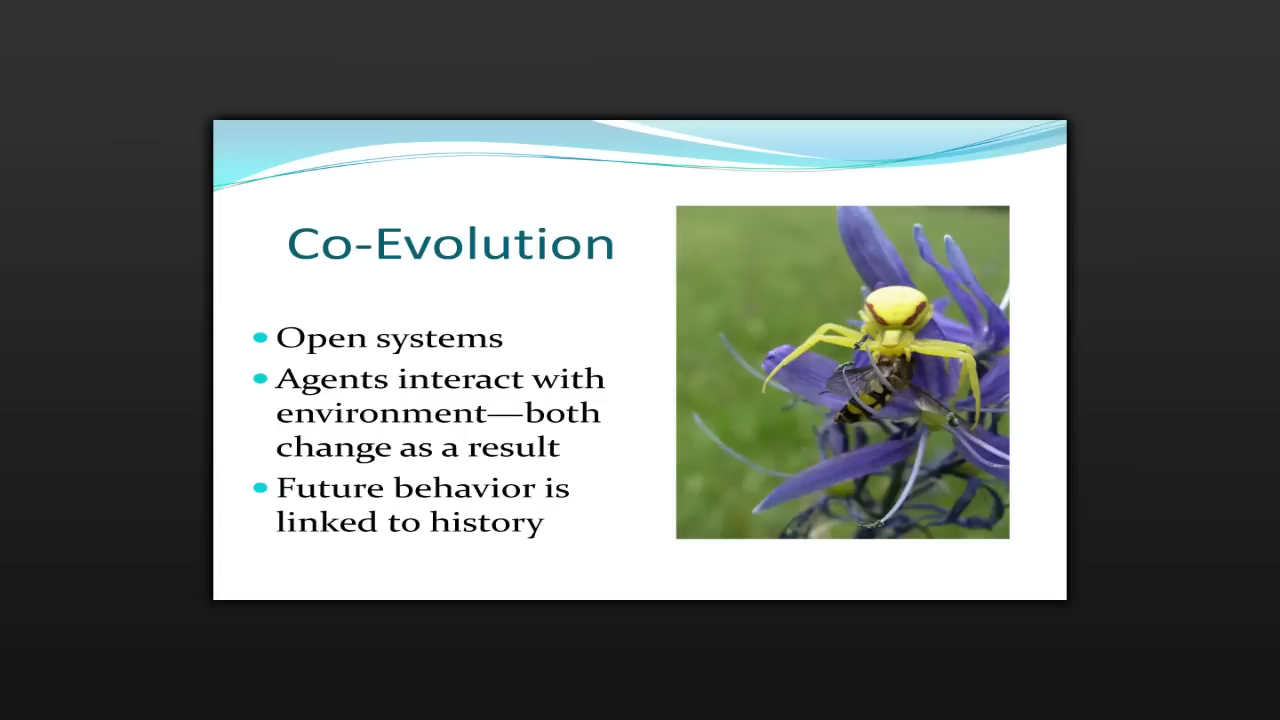 Co-Evolution
Open systems
Agents interact with
environment—both
change as a result
Future behavior is
linked to history